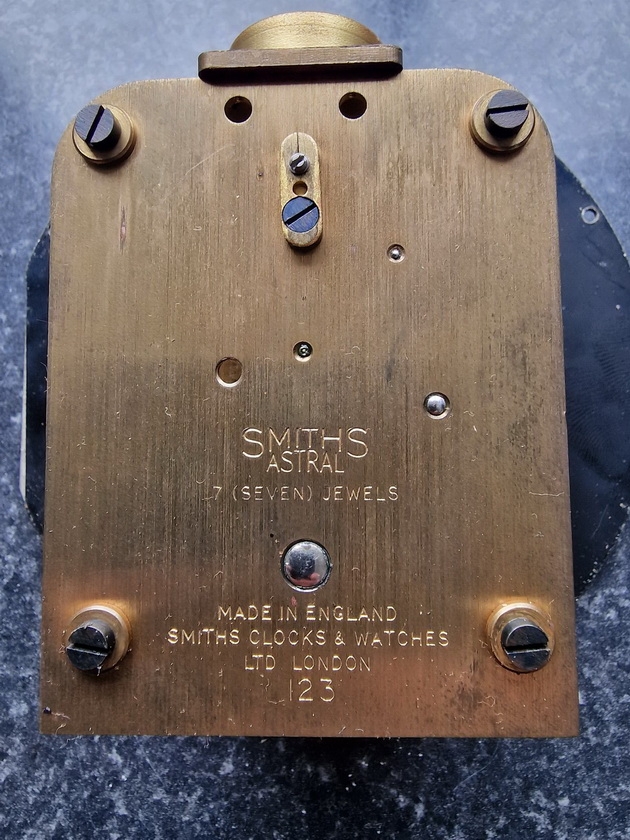 SMITHS
ASTRAL
7 (SEVEN) JEWELS
MADE IN ENGLAND
SMITHS CLOCKS & WATCHES
LTD LONDON
123